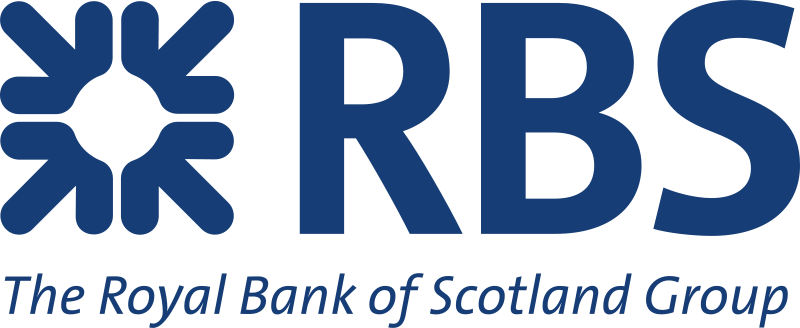 RBS
The Royal Bank of Scotland Group